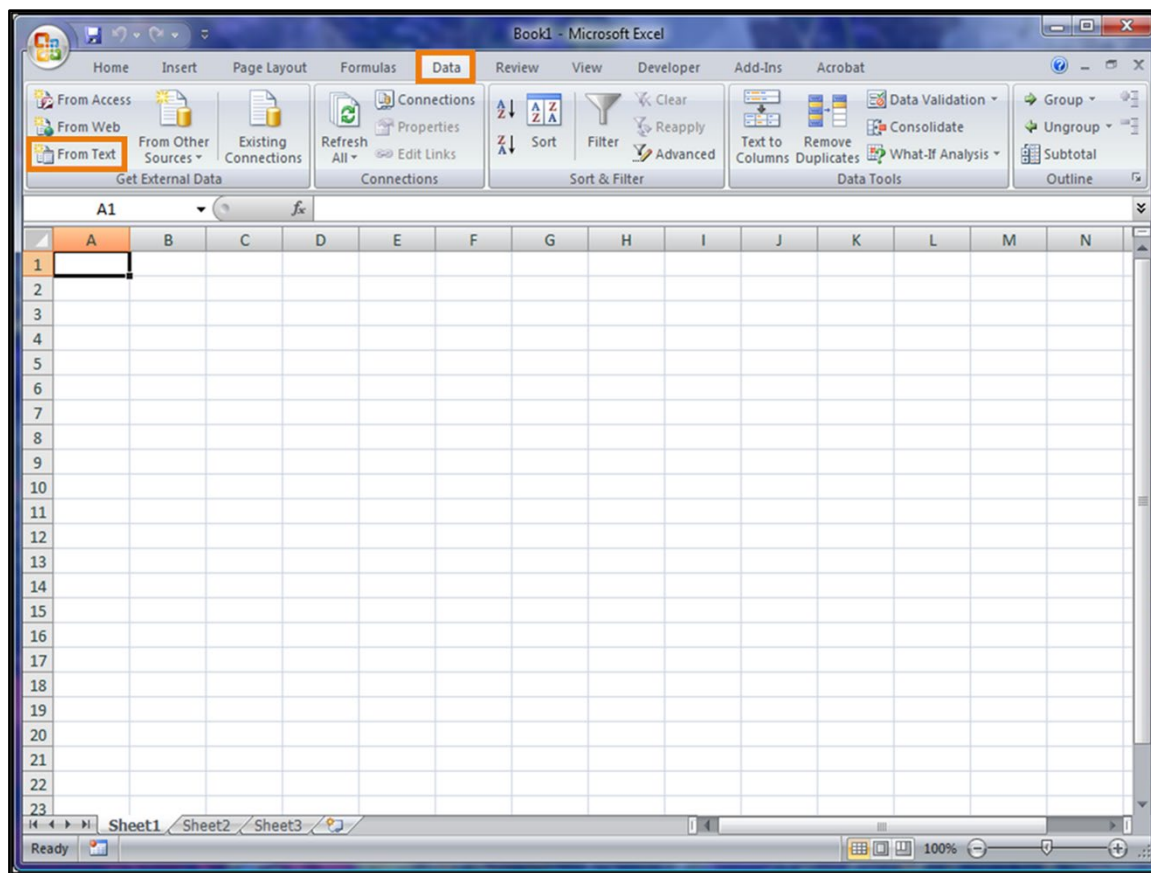 Book1 - Microsoft Excel
Home Insert Page Layout Formulas Data Review View Developer Add-Ins Acrobat
From Access
From Web
From Text
From Other
Sources
Existing
Connections
Get External Data
Refresh
All
Connections
Properties
Edit Links
Connections
A
Z
Z
A
A Z
Z A
Sort
Filter
Clear
Reapply
Advanced
Sort & Filter
Text to
Columns
Remove
Duplicates
Data Validation
Consolidate
What-If Analysis
Data Tools
Group
Ungroup
Subtotal
Outline
A1 fx
A B C D E F G H I J K L M N
1
2
3
4
5
6
7
8
9
10
11
12
13
14
15
16
17
18
19
20
21
22
23
Sheet1 Sheet2 Sheet3
Ready 100%